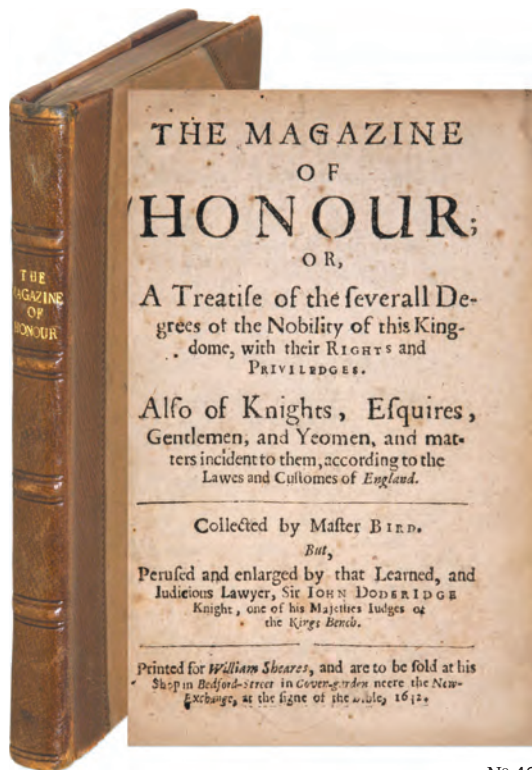 THE
MAGAZINE
OF
HONOUR
THE MAGAZINE
OF
HONOUR;
OR,
A Treatiſe of the ſeverall De-
grees of the Nobility of this King-
dome, with their RIGHTS and
PRIVILEDGES.
Alſo of Knights, Eſquires,
Gentlemen, and Yeomen, and mat-
ters incident to them, according to the
Lawes and Cuſtomes of England.
Collected by Maſter BIRD.
But,
Peruſed and enlarged by that Learned, and
Iudicious Lawyer, Sir IOHN DODERIDGE
Knight, one of his Majeſties Iudges of
the Kings Bench.
Printed for William Sheares, and are to be ſold at his
Shop in Bedford-ſtreet in Coven-garden neere the New-
Exchange, at the ſigne of the Bible, 1642.